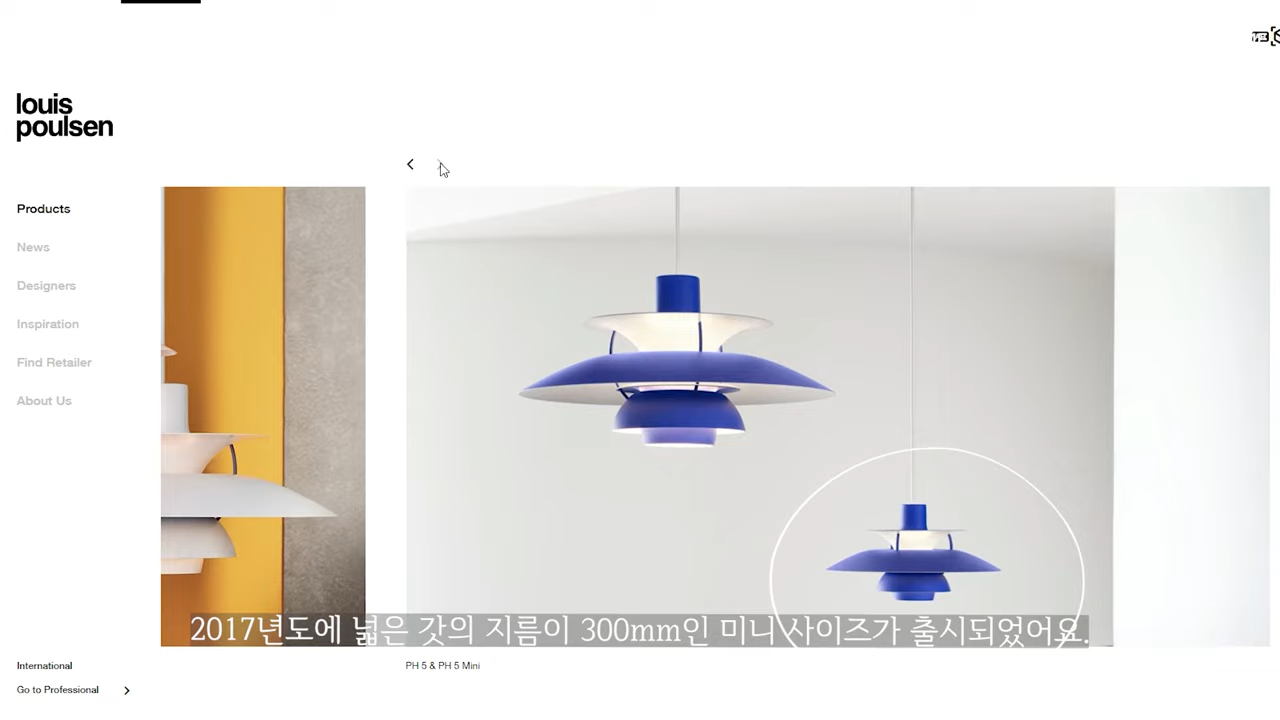 louis
poulsen
Products
News
Designers
Inspiration
Find Retailer
About Us
2017년도에 넓은 갓의 지름이 300mm인 미니 사이즈가 출시되었어요.
International
PH 5 & PH 5 Mini
Go to Professional